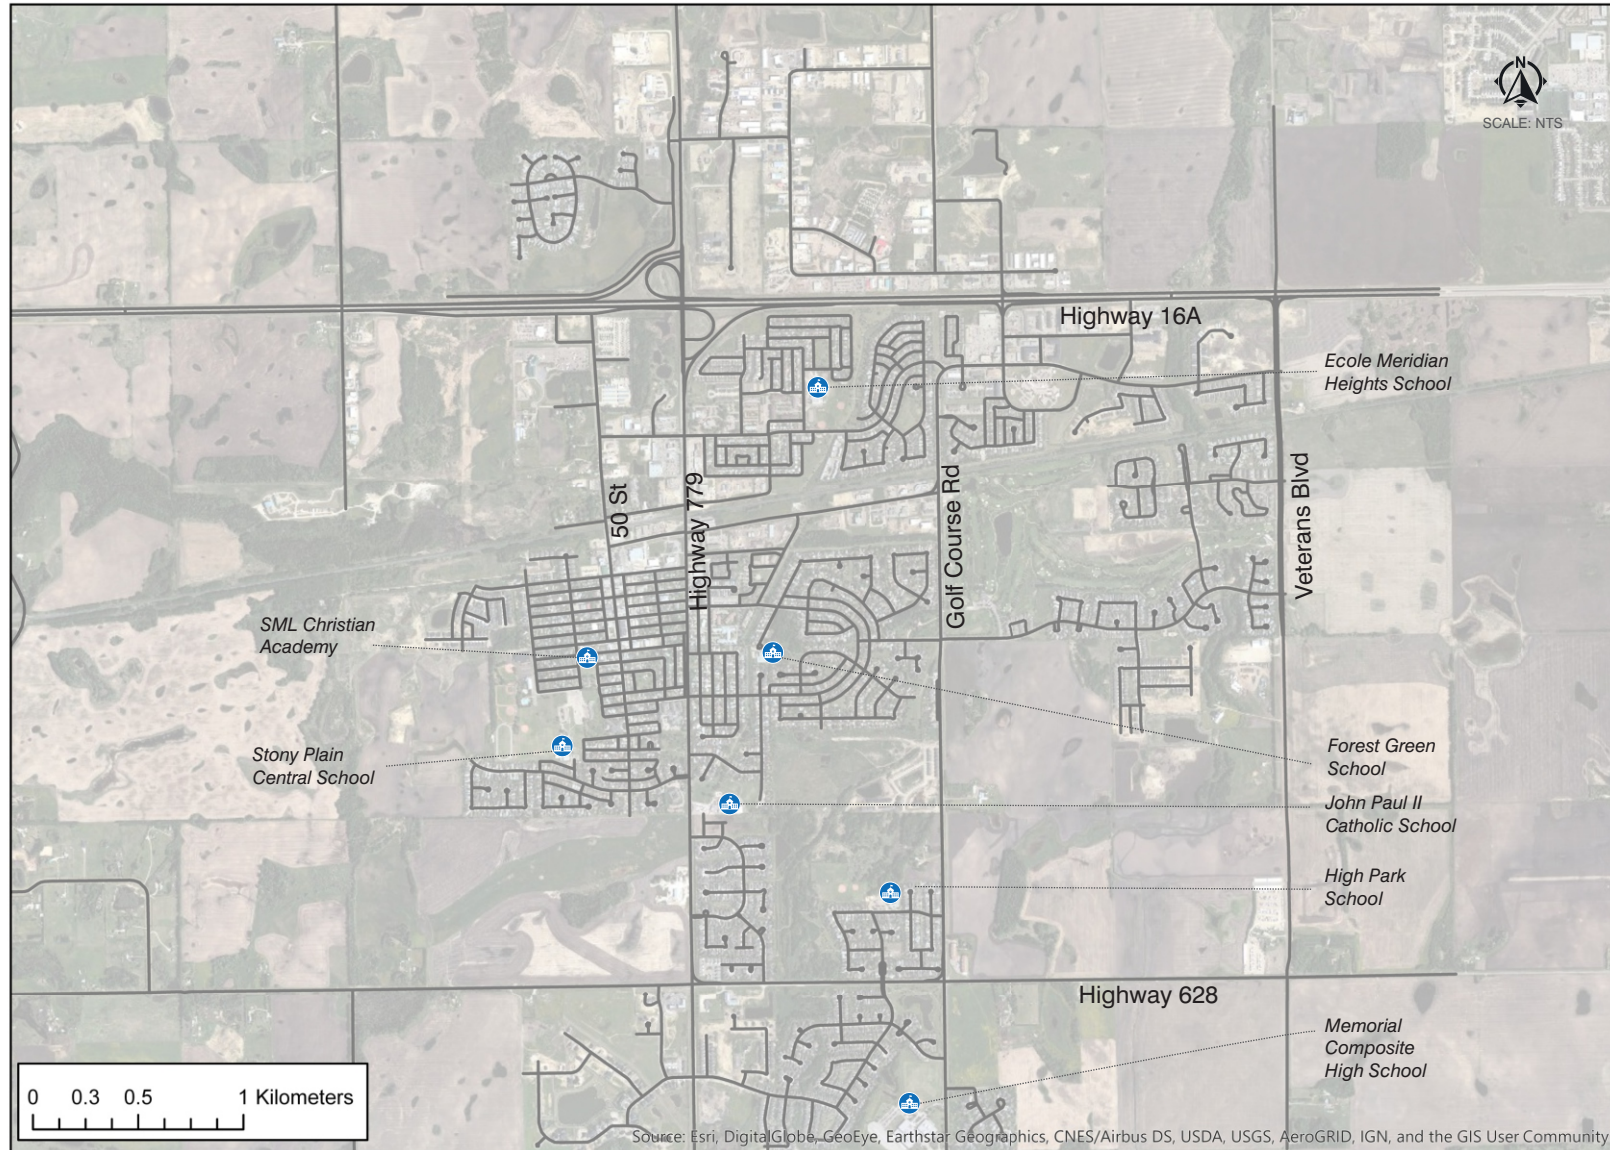 N
SCALE: NTS
Highway 16A
Ecole Meridian
Heights School
50 St
Highway 779
Golf Course Rd
Veterans Blvd
SML Christian
Academy
Stony Plain
Central School
Forest Green
School
John Paul II
Catholic School
High Park
School
Highway 628
Memorial
Composite
High School
0 0.3 0.5 1 Kilometers
Source: Esri, DigitalGlobe, GeoEye, Earthstar Geographics, CNES/Airbus DS, USDA, USGS, AeroGRID, IGN, and the GIS User Community